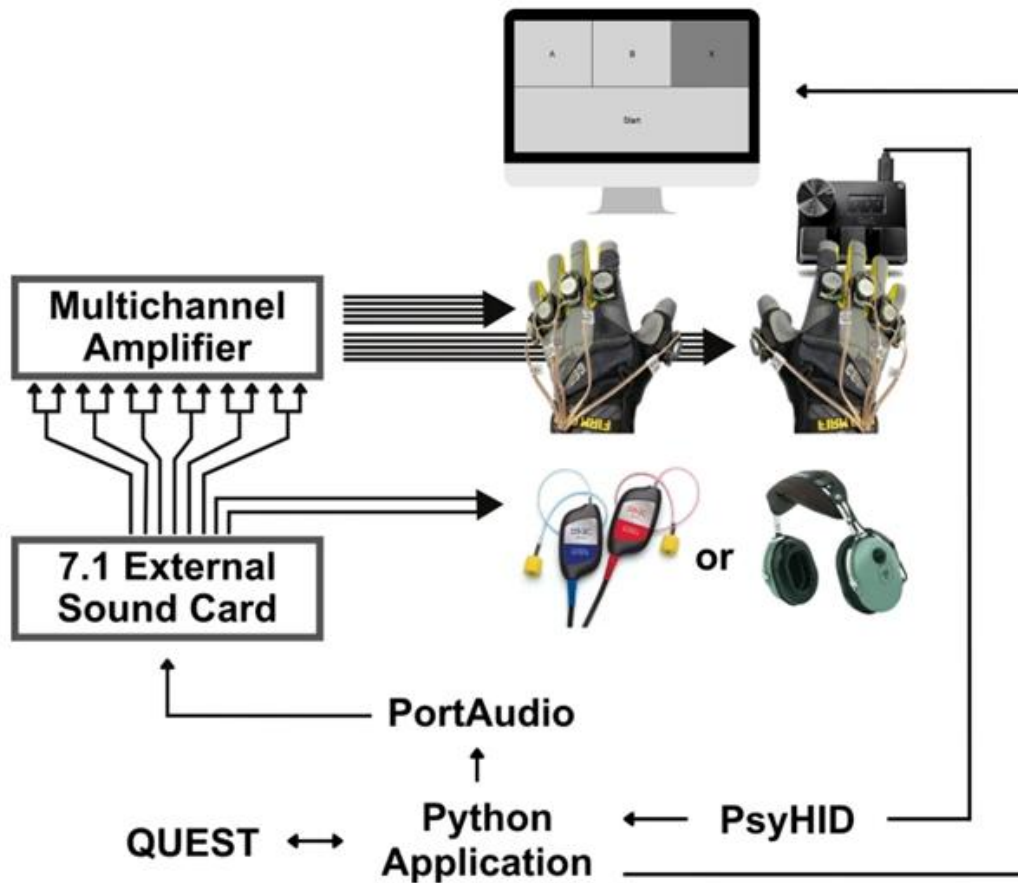 A
B
X
Start
Multichannel
Amplifier
7.1 External
Sound Card
or
PortAudio
QUEST
Python
Application
PsyHID